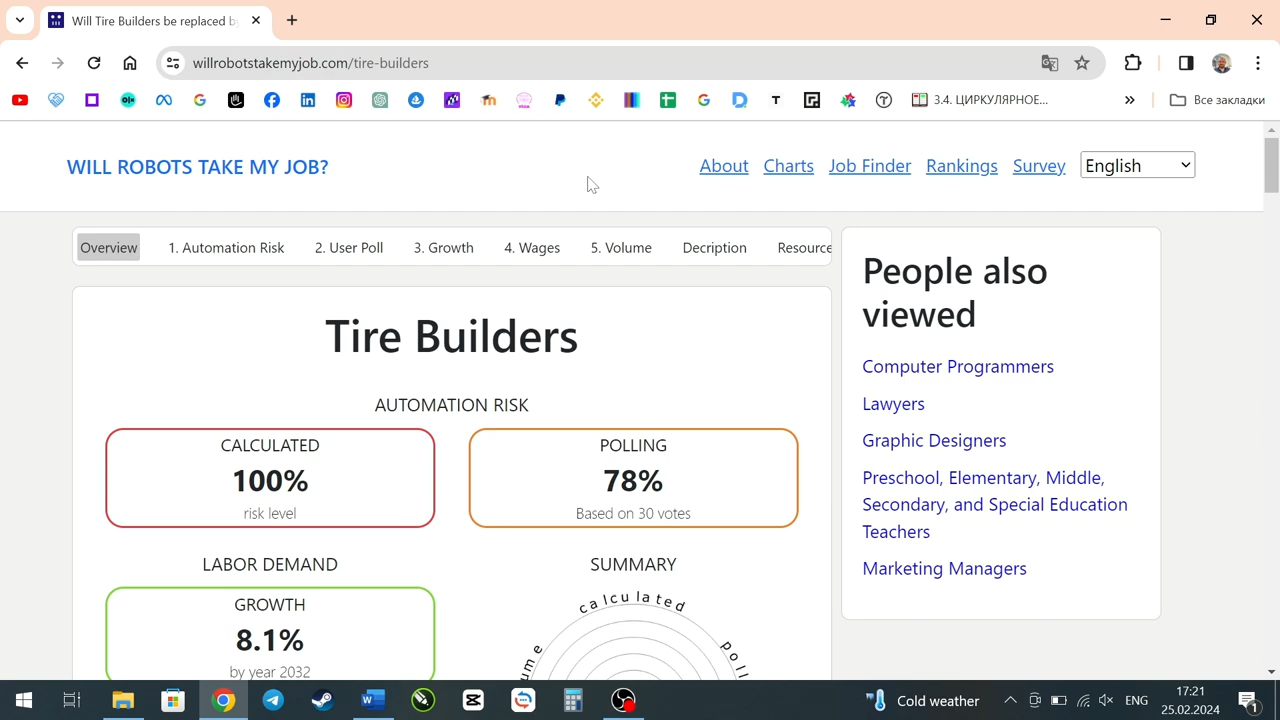 Will Tire Builders be replaced by
willrobotstakemyjob.com/tire-builders
3.4. ЦИРКУЛЯРНОЕ...
Все закладки
WILL ROBOTS TAKE MY JOB?
About
Charts
Job Finder
Rankings
Survey
English
Overview
1. Automation Risk
2. User Poll
3. Growth
4. Wages
5. Volume
Decription
Resource
Tire Builders
AUTOMATION RISK
CALCULATED
100%
risk level
POLLING
78%
Based on 30 votes
LABOR DEMAND
GROWTH
8.1%
by year 2032
SUMMARY
calculated
ume
poll
People also
viewed
Computer Programmers
Lawyers
Graphic Designers
Preschool, Elementary, Middle,
Secondary, and Special Education
Teachers
Marketing Managers
Cold weather
ENG
17:21
25.02.2024
1